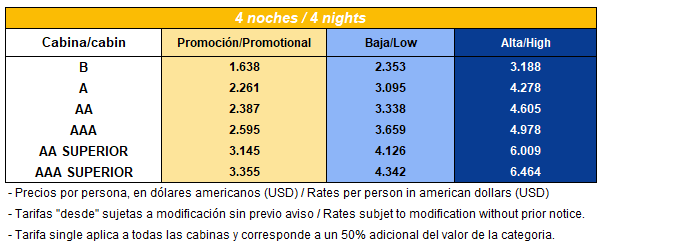 4 noches / 4 nights
Cabina/cabin Promoción/Promotional Baja/Low Alta/High
B 1.638 2.353 3.188
A 2.261 3.095 4.278
AA 2.387 3.338 4.605
AAA 2.595 3.659 4.978
AA SUPERIOR 3.145 4.126 6.009
AAA SUPERIOR 3.355 4.342 6.464
- Precios por persona, en dólares americanos (USD) / Rates per person in american dollars (USD)
- Tarifas "desde" sujetas a modificación sin previo aviso / Rates subjet to modification without prior notice.
- Tarifa single aplica a todas las cabinas y corresponde a un 50% adicional del valor de la categoria.